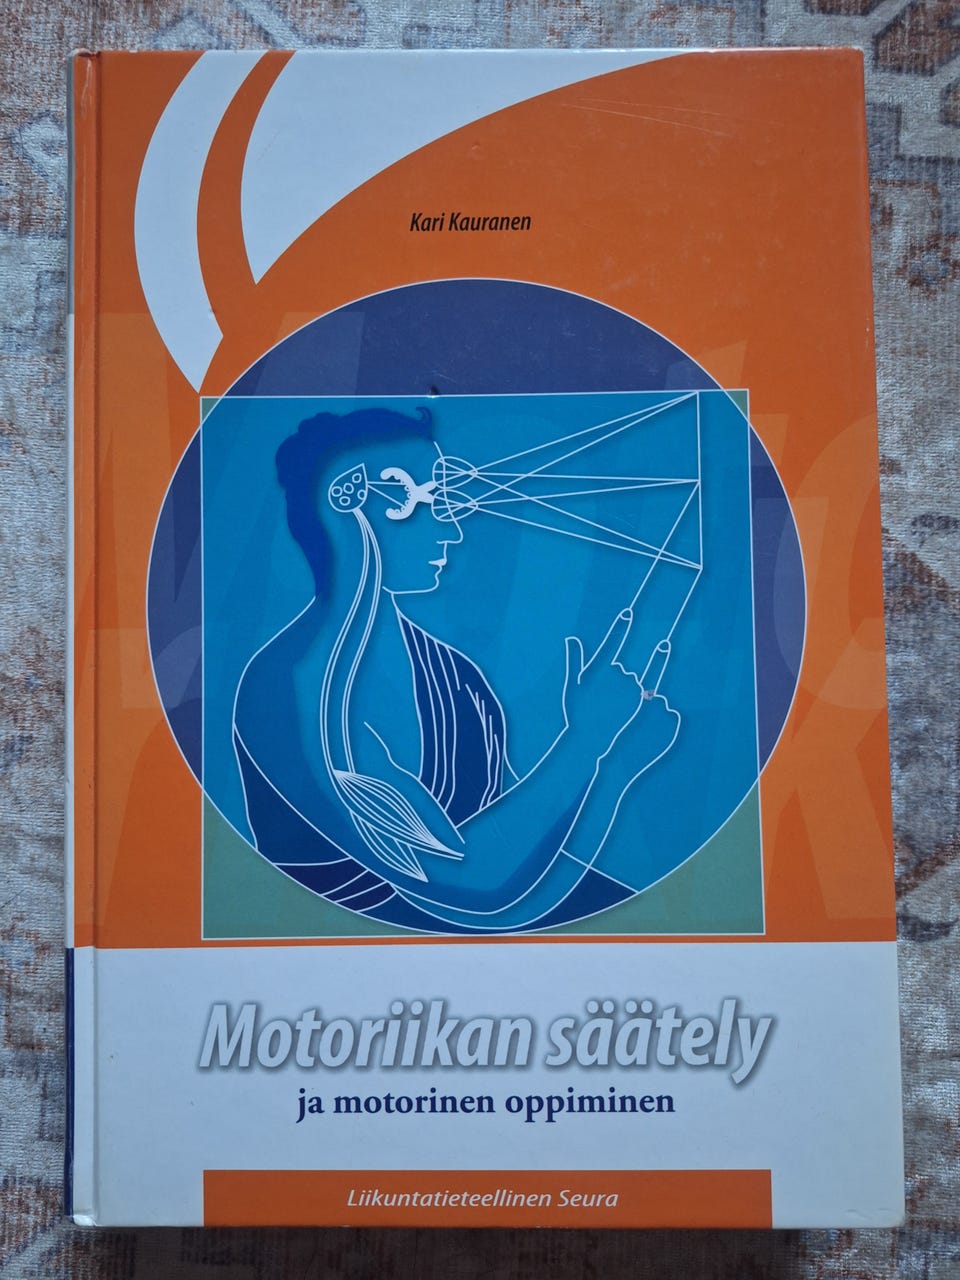 Kari Kauranen
Motoriikan säätely
ja motorinen oppiminen
Liikuntatieteellinen Seura